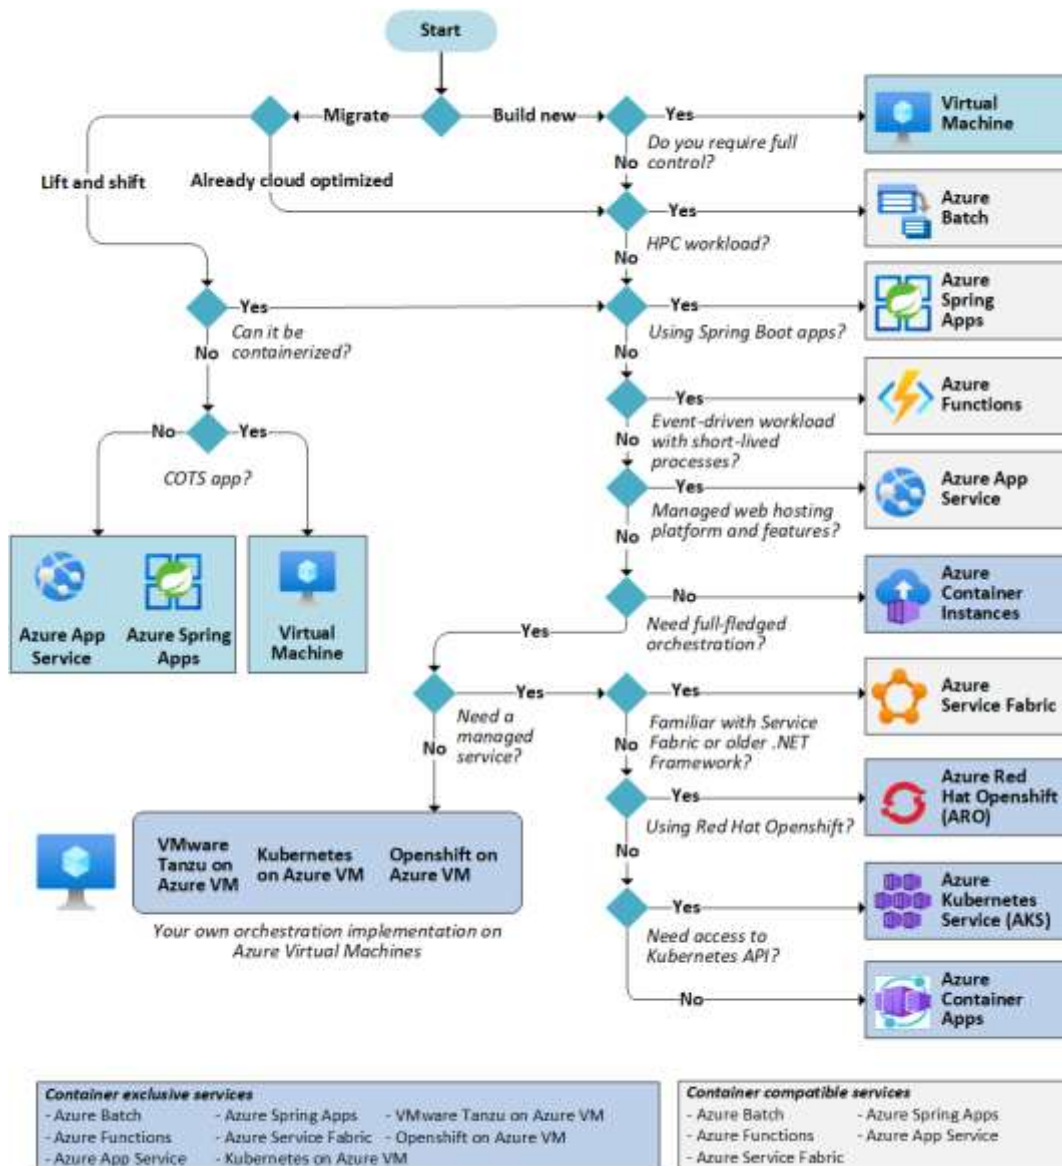 Start
Migrate
Build new
Yes
Virtual
Machine
Do you require full
control?
No
Lift and shift
Already cloud optimized
Yes
Azure
Batch
HPC workload?
No
Yes
Can it be
containerized?
No
Yes
Azure
Spring
Apps
Using Spring Boot apps?
No
Yes
Azure
Functions
Event-driven workload
with short-lived
processes?
No
No
Yes
COTS app?
Yes
Azure App
Service
Managed web hosting
platform and features?
No
Azure App
Service
Azure Spring
Apps
Virtual
Machine
No
Azure
Container
Instances
Need full-fledged
orchestration?
Yes
Yes
Need a
managed
service?
No
Yes
Azure
Service Fabric
Familiar with Service
Fabric or older .NET
Framework?
No
Yes
Azure Red
Hat Openshift
(ARO)
Using Red Hat Openshift?
No
VMware
Tanzu on
Azure VM
Kubernetes
on Azure VM
Openshift on
Azure VM
Your own orchestration implementation on
Azure Virtual Machines
Yes
Azure
Kubernetes
Service (AKS)
Need access to
Kubernetes API?
No
Azure
Container
Apps
Container exclusive services
- Azure Batch
- Azure Spring Apps
- VMware Tanzu on Azure VM
- Azure Functions
- Azure Service Fabric
- Openshift on Azure VM
- Azure App Service
- Kubernetes on Azure VM
Container compatible services
- Azure Batch
- Azure Spring Apps
- Azure Functions
- Azure App Service
- Azure Service Fabric